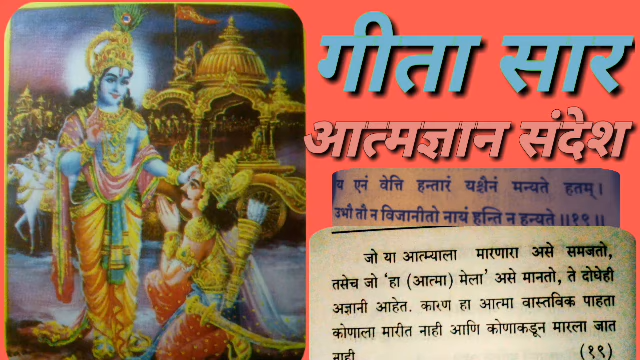 गीता सार
आत्मज्ञान संदेश
य एनं वेत्ति हन्तारं यश्चैनं मन्यते हतम्।
उभौ तौ न विजानीतो नायं हन्ति न हन्यते॥१९॥
जो या आत्म्याला मारणारा असे समजतो,
तसेच जो ‘हा (आत्मा) मेला’ असे मानतो, ते दोघेही
अज्ञानी आहेत. कारण हा आत्मा वास्तविक पाहता
कोणाला मारीत नाही आणि कोणाकडून मारला जात
नाही (१९)